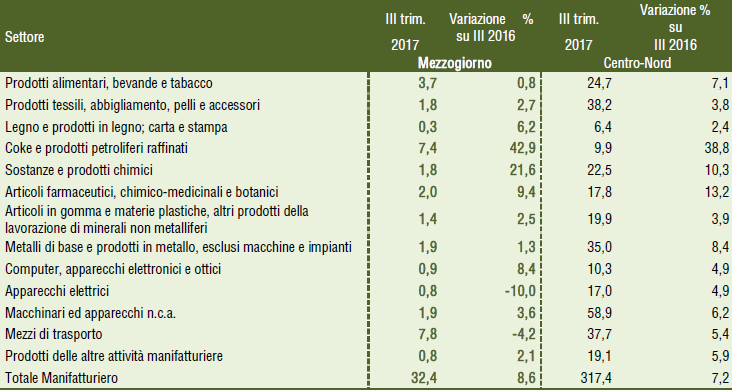 Settore III trim. 2017 Variazione % su III 2016 III trim. 2017 Variazione % su III 2016
Mezzogiorno Centro-Nord
Prodotti alimentari, bevande e tabacco 3,7 0,8 24,7 7,1
Prodotti tessili, abbigliamento, pelli e accessori 1,8 2,7 38,2 3,8
Legno e prodotti in legno; carta e stampa 0,3 6,2 6,4 2,4
Coke e prodotti petroliferi raffinati 7,4 42,9 9,9 38,8
Sostanze e prodotti chimici 1,8 21,6 22,5 10,3
Articoli farmaceutici, chimico-medicinali e botanici 2,0 9,4 17,8 13,2
Articoli in gomma e materie plastiche, altri prodotti della
lavorazione di minerali non metalliferi 1,4 2,5 19,9 3,9
Metalli di base e prodotti in metallo, esclusi macchine e impianti 1,9 1,3 35,0 8,4
Computer, apparecchi elettronici e ottici 0,9 8,4 10,3 4,9
Apparecchi elettrici 0,8 -10,0 17,0 4,9
Macchinari ed apparecchi n.c.a. 1,9 3,6 58,9 6,2
Mezzi di trasporto 7,8 -4,2 37,7 5,4
Prodotti delle altre attività manifatturiere 0,8 2,1 19,1 5,9
Totale Manifatturiero 32,4 8,6 317,4 7,2